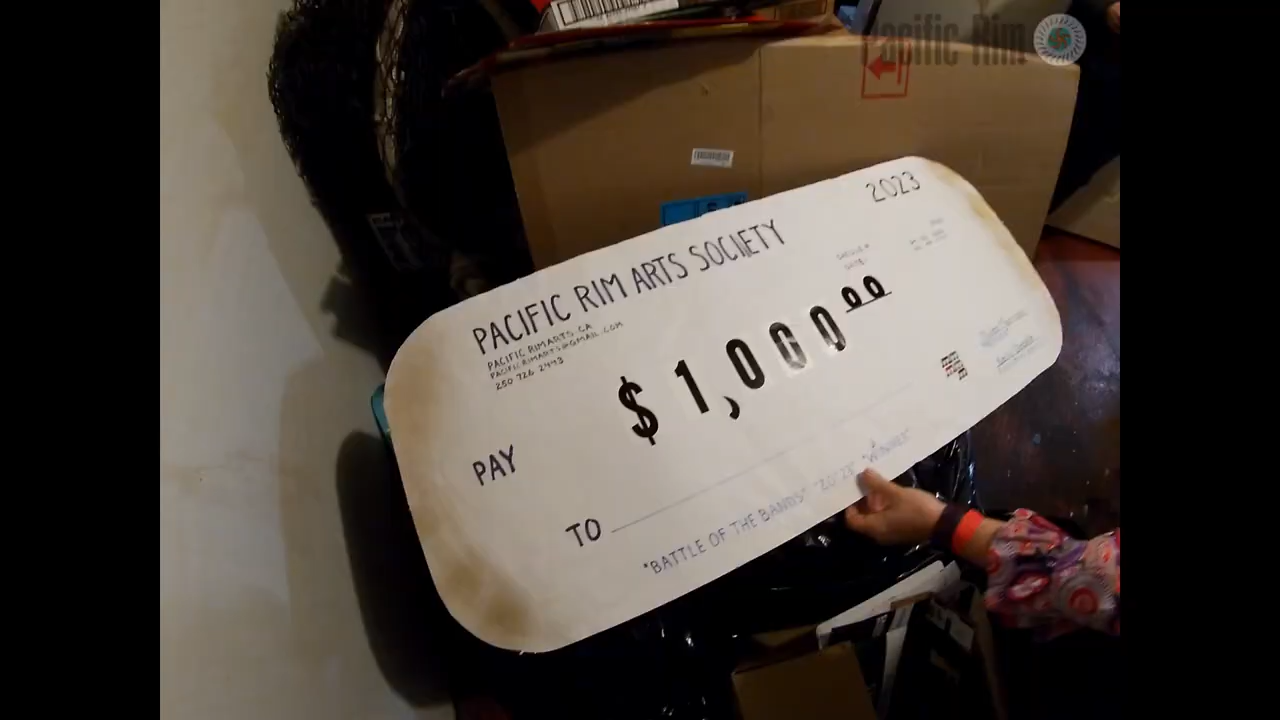 Pacific Rim
2023
PACIFIC RIM ARTS SOCIETY
PACIFICRIMARTS.CA
PACIFICRIMARTS@GMAIL.COM
250 726 2443
$ 1,000.00
PAY
TO
"BATTLE OF THE BANDS" "2023" "WINNER"